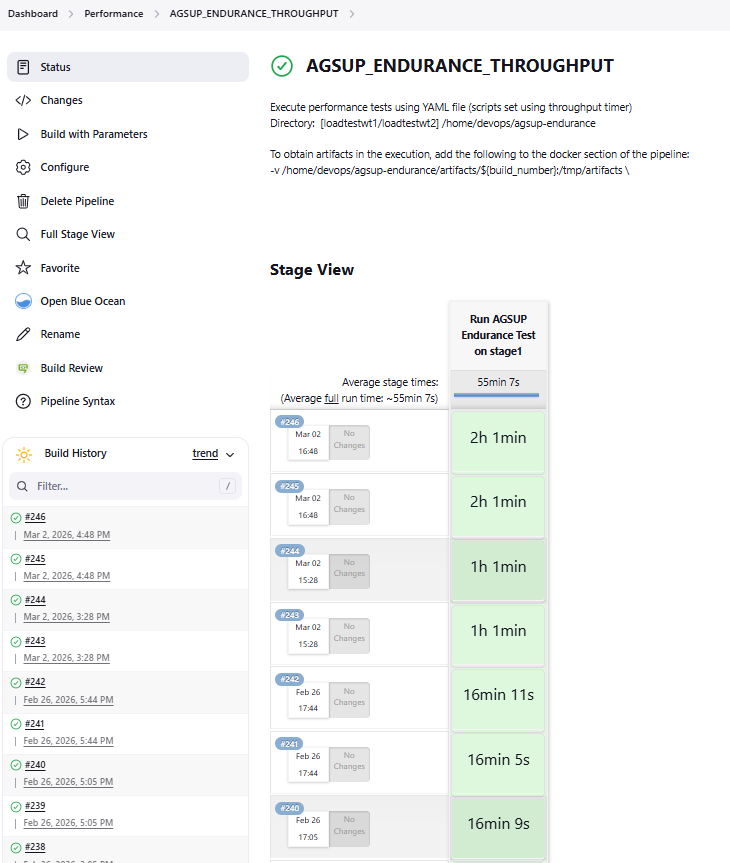 Dashboard > Performance > AGSUP_ENDURANCE_THROUGHPUT >
Status
Changes
Build with Parameters
Configure
Delete Pipeline
Full Stage View
Favorite
Open Blue Ocean
Rename
Build Review
Pipeline Syntax
Build History trend
Filter... /
#246
Mar 2, 2026, 4:48 PM
#245
Mar 2, 2026, 4:48 PM
#244
Mar 2, 2026, 3:28 PM
#243
Mar 2, 2026, 3:28 PM
#242
Feb 26, 2026, 5:44 PM
#241
Feb 26, 2026, 5:44 PM
#240
Feb 26, 2026, 5:05 PM
#239
Feb 26, 2026, 5:05 PM
#238
AGSUP_ENDURANCE_THROUGHPUT
Execute performance tests using YAML file (scripts set using throughput timer)
Directory: [loadtestwt1/loadtestwt2] /home/devops/agsup-endurance
To obtain artifacts in the execution, add the following to the docker section of the pipeline:
-v /home/devops/agsup-endurance/artifacts/${build_number}:/tmp/artifacts \
Stage View
Run AGSUP
Endurance Test
on stage1
Average stage times:
(Average full run time: ~55min 7s)
55min 7s
#246
Mar 02
16:48
No
Changes
2h 1min
#245
Mar 02
16:48
No
Changes
2h 1min
#244
Mar 02
15:28
No
Changes
1h 1min
#243
Mar 02
15:28
No
Changes
1h 1min
#242
Feb 26
17:44
No
Changes
16min 11s
#241
Feb 26
17:44
No
Changes
16min 5s
#240
Feb 26
17:05
No
Changes
16min 9s